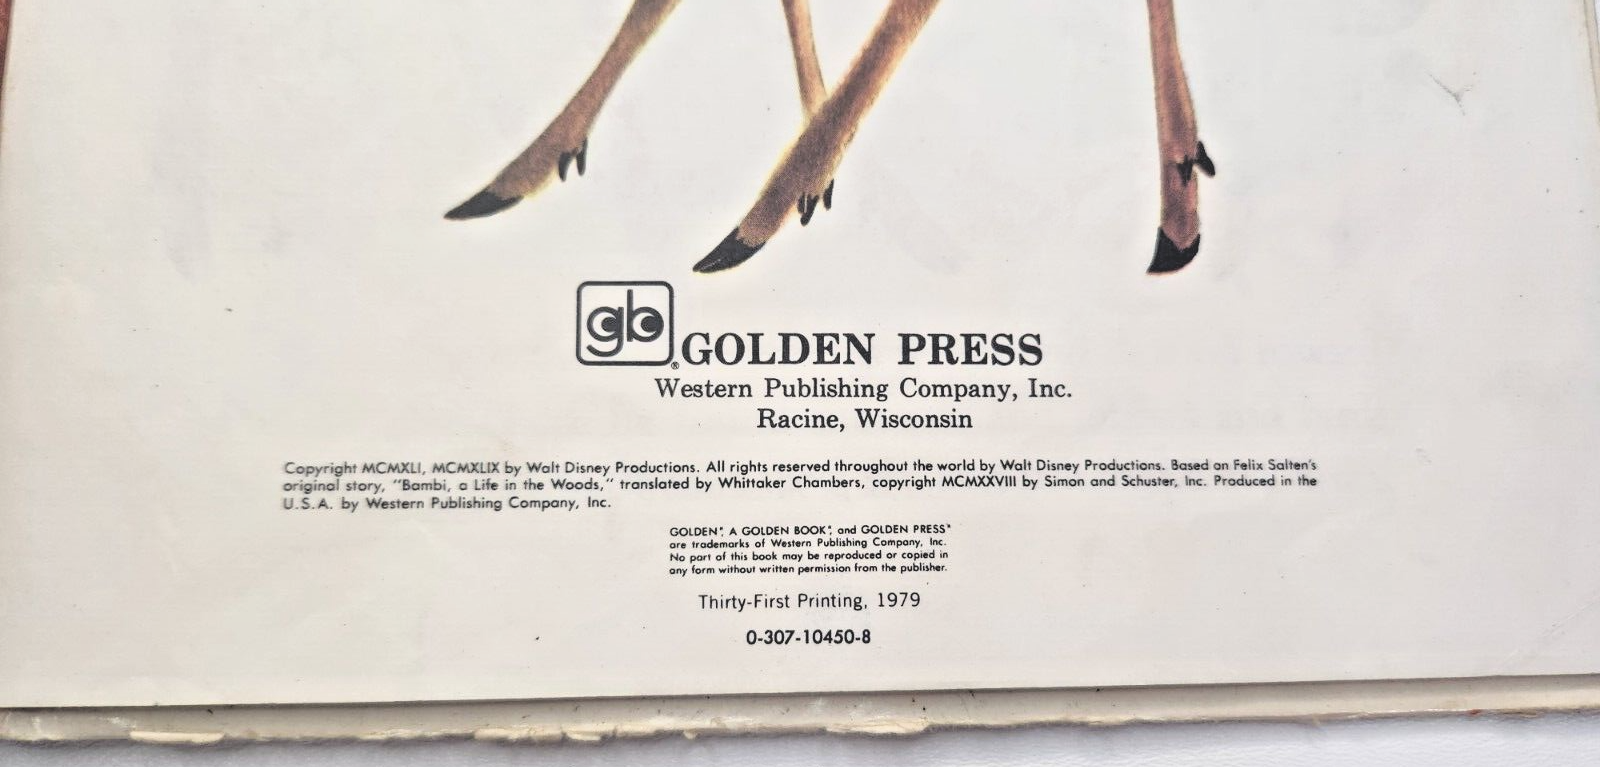 gb® GOLDEN PRESS
Western Publishing Company, Inc.
Racine, Wisconsin
Copyright MCMXLI, MCMXLIX by Walt Disney Productions. All rights reserved throughout the world by Walt Disney Productions. Based on Felix Salten's
original story, "Bambi, a Life in the Woods," translated by Whittaker Chambers, copyright MCMXXVIII by Simon and Schuster, Inc. Produced in the
U.S.A. by Western Publishing Company, Inc.
GOLDEN®, A GOLDEN BOOK®, and GOLDEN PRESS®
are trademarks of Western Publishing Company, Inc.
No part of this book may be reproduced or copied in
any form without written permission from the publisher.
Thirty-First Printing, 1979
0-307-10450-8